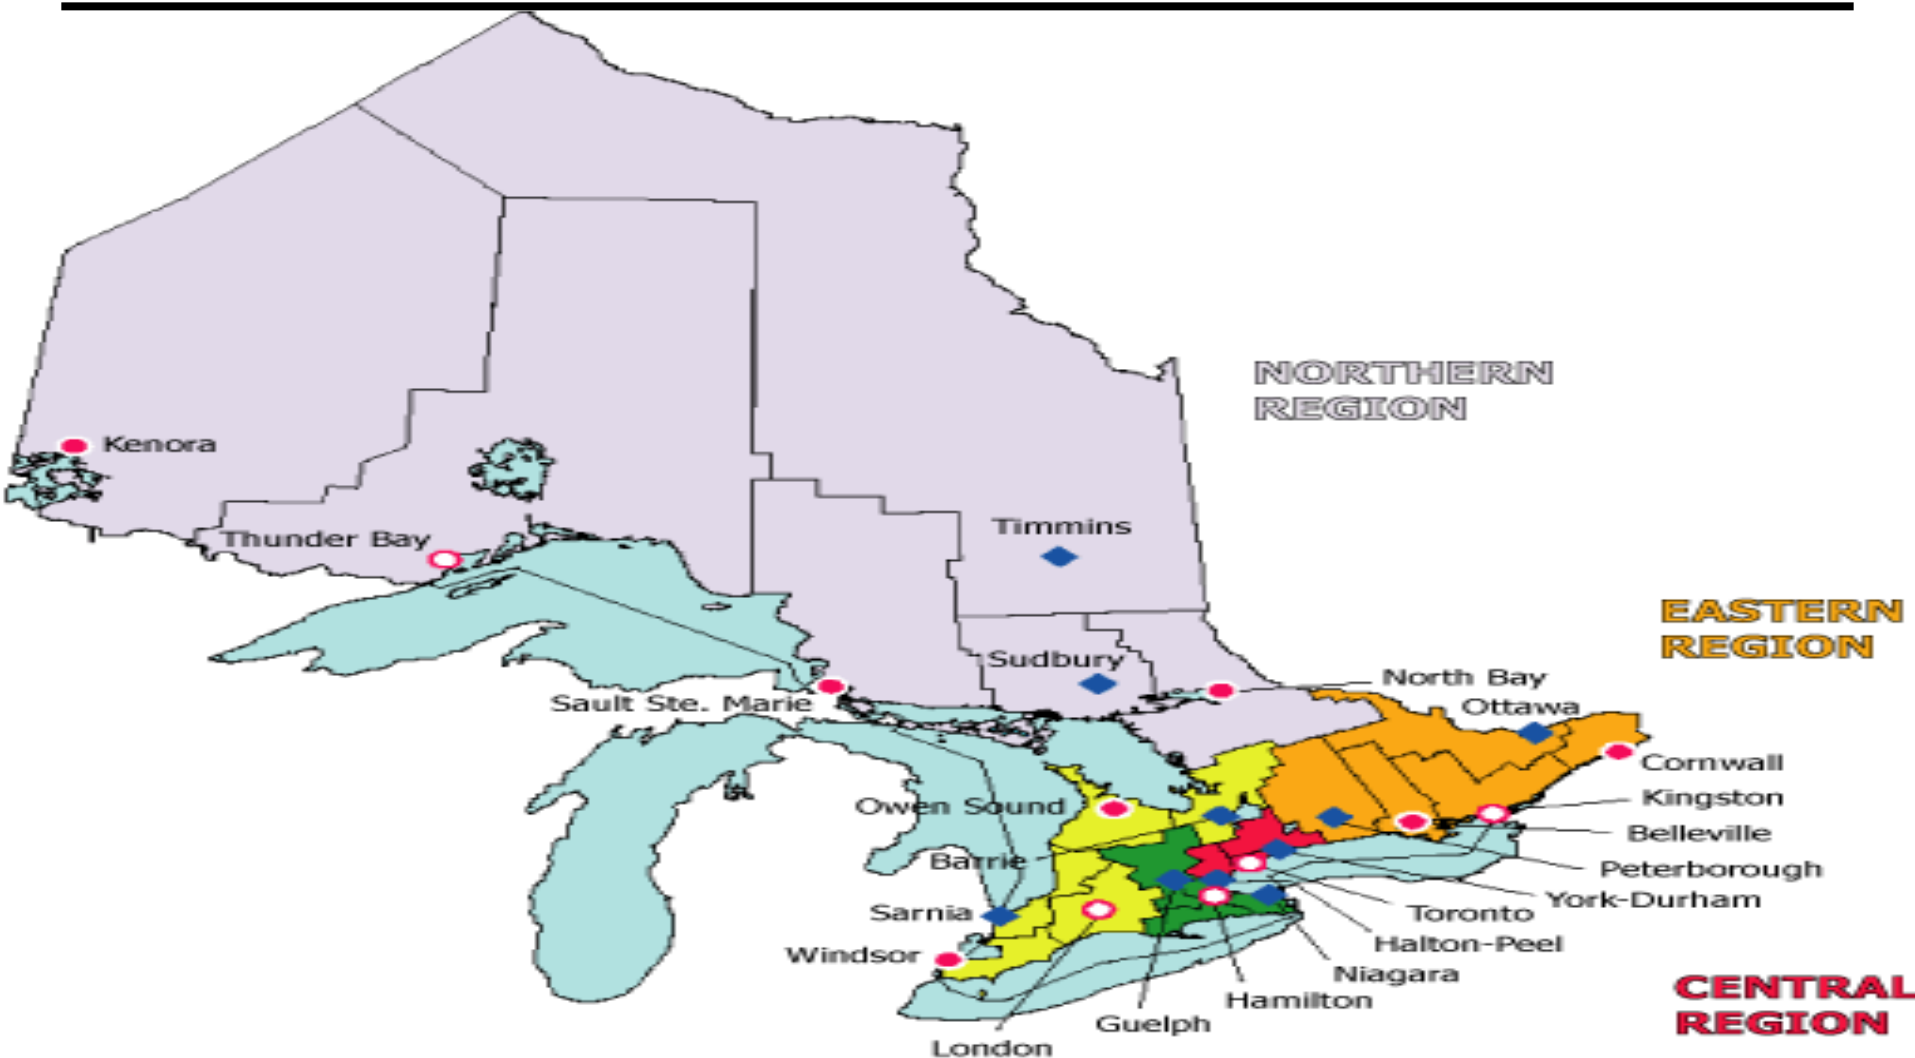 NORTHERN
REGION
Kenora
Timmins
Thunder Bay
EASTERN
REGION
Sudbury
North Bay
Sault Ste. Marie
Ottawa
Cornwall
Kingston
Owen Sound
Belleville
Barrie
Peterborough
York-Durham
Sarnia
Toronto
Halton-Peel
Windsor
Niagara
CENTRAL
REGION
Hamilton
Guelph
London